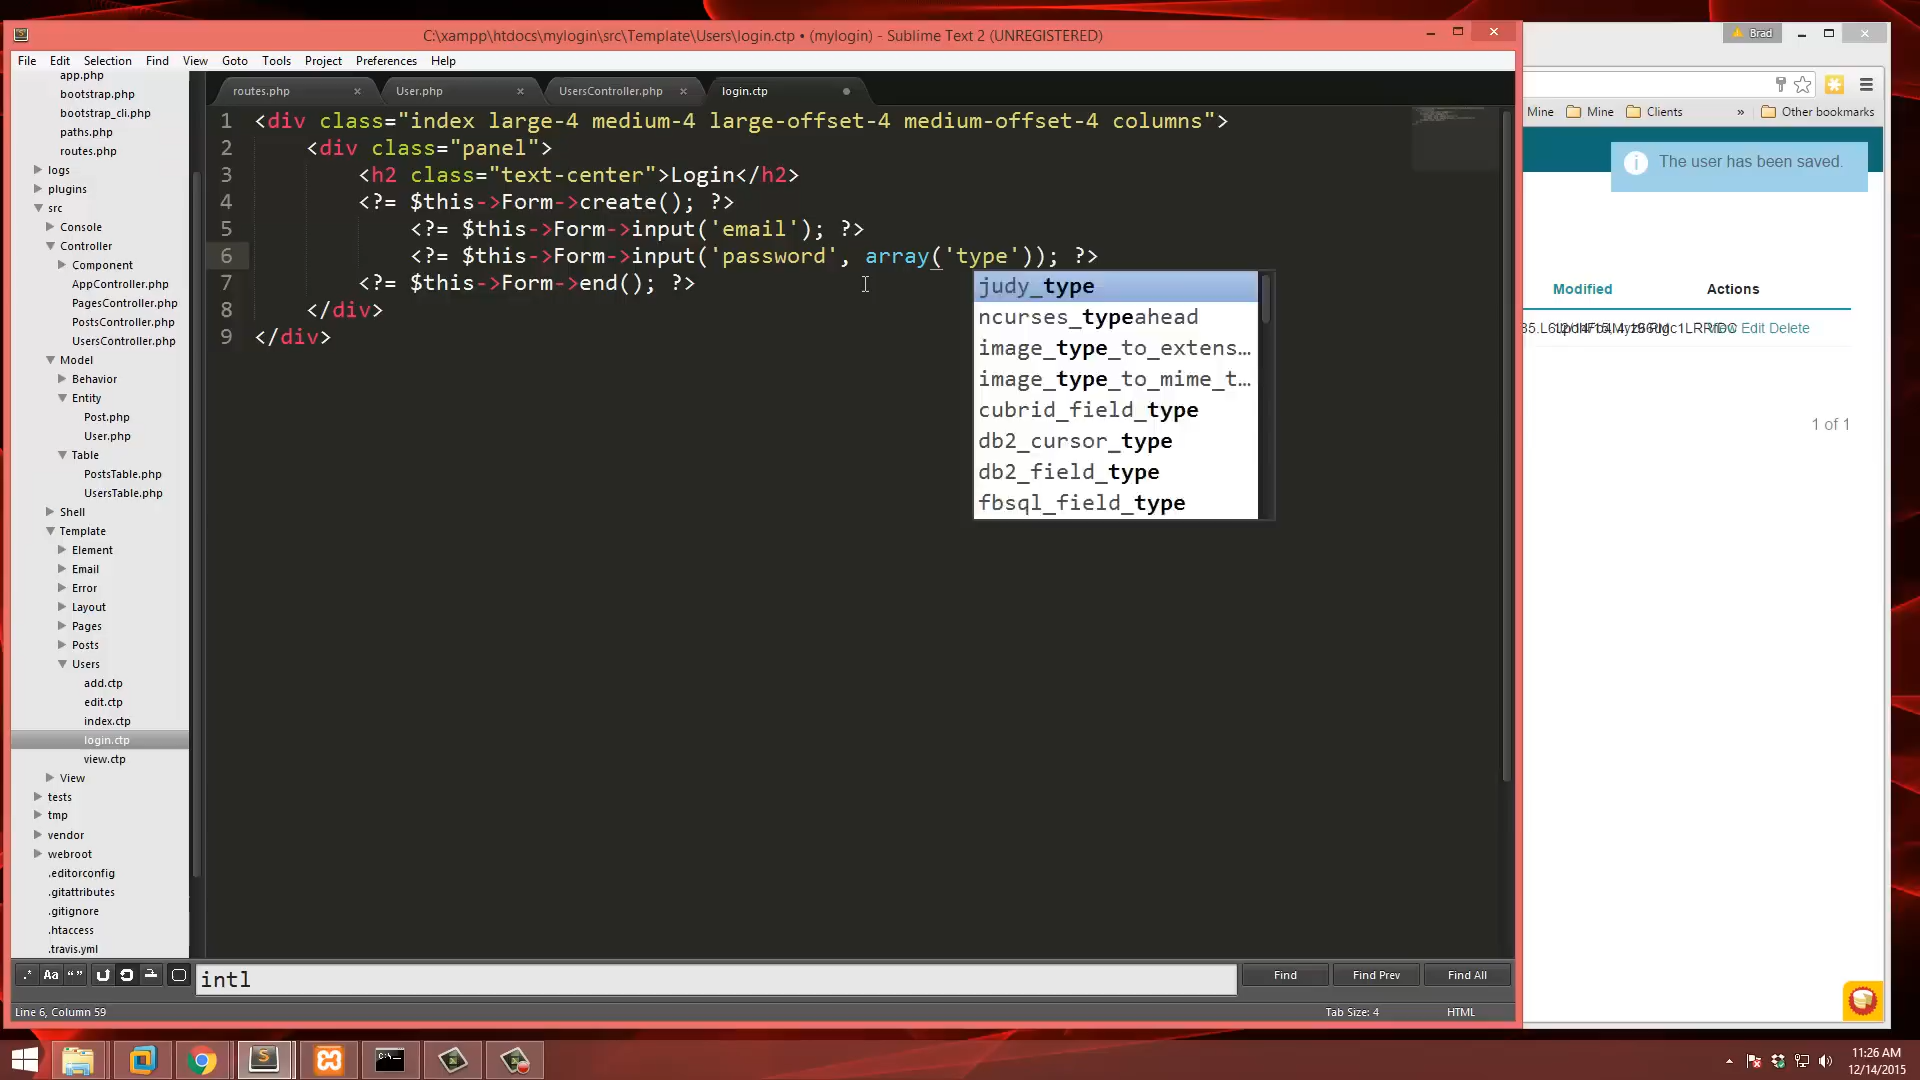 C:\xampp\htdocs\mylogin\src\Template\Users\login.ctp • (mylogin) - Sublime Text 2 (UNREGISTERED)
File Edit Selection Find View Goto Tools Project Preferences Help
app.php
bootstrap.php
bootstrap_cli.php
paths.php
routes.php
logs
plugins
src
Console
Controller
Component
AppController.php
PagesController.php
PostsController.php
UsersController.php
Model
Behavior
Entity
Post.php
User.php
Table
PostsTable.php
UsersTable.php
Shell
Template
Element
Email
Error
Layout
Pages
Posts
Users
add.ctp
edit.ctp
index.ctp
login.ctp
view.ctp
View
tests
tmp
vendor
webroot
.editorconfig
.gitattributes
.gitignore
.htaccess
.travis.yml
routes.php × User.php × UsersController.php × login.ctp
1 <div class="index large-4 medium-4 large-offset-4 medium-offset-4 columns">
2 <div class="panel">
3 <h2 class="text-center">Login</h2>
4 <?= $this->Form->create(); ?>
5 <?= $this->Form->input('email'); ?>
6 <?= $this->Form->input('password', array('type')); ?>
7 <?= $this->Form->end(); ?>
8 </div>
9 </div>
judy_type
ncurses_typeahead
image_type_to_extens...
image_type_to_mime_t...
cubrid_field_type
db2_cursor_type
db2_field_type
fbsql_field_type
.* Aa “ ” intl Find Find Prev Find All
Line 6, Column 59 Tab Size: 4 HTML
Brad
Mine Mine Clients » Other bookmarks
The user has been saved.
Modified Actions
Edit Delete
1 of 1
11:26 AM
12/14/2015